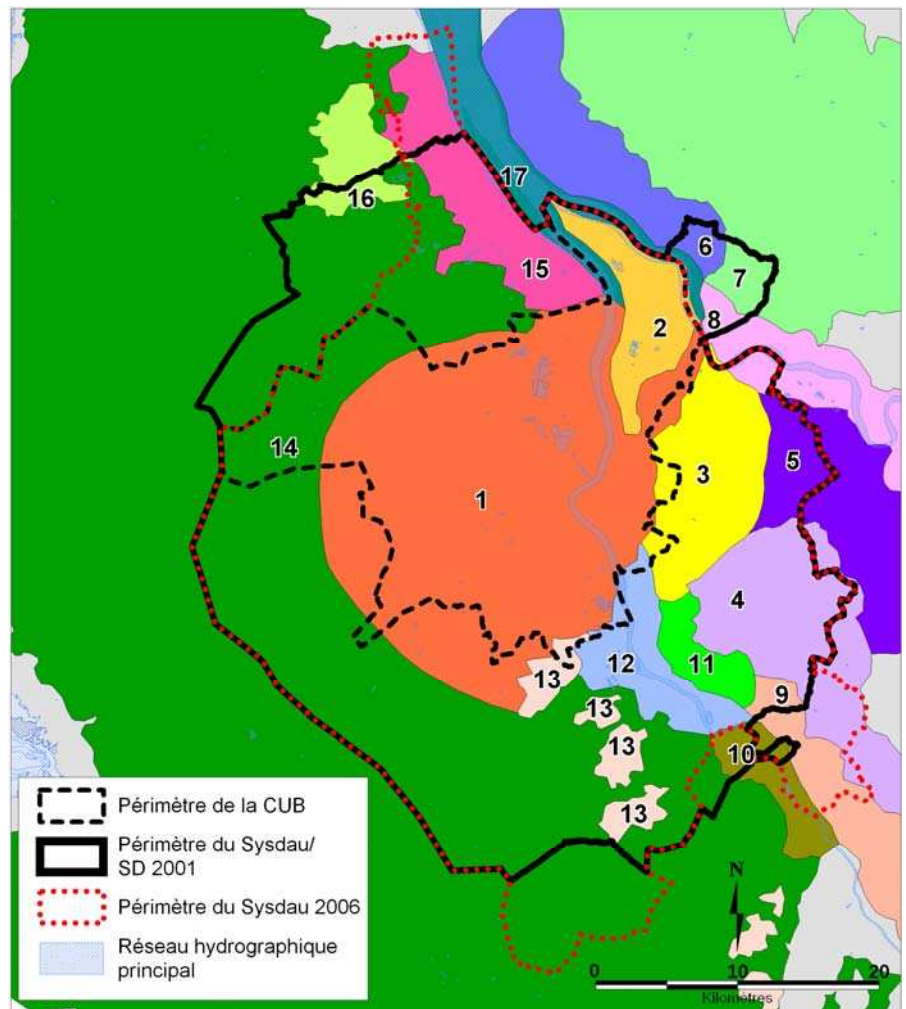 17
16
6
7
15
8
2
14
3
5
1
4
11
12
13
9
13
13
10
13
Périmètre de la CUB
Périmètre du Sysdau/
SD 2001
Périmètre du Sysdau 2006
Réseau hydrographique
principal
N
0 10 20
Kilomètres